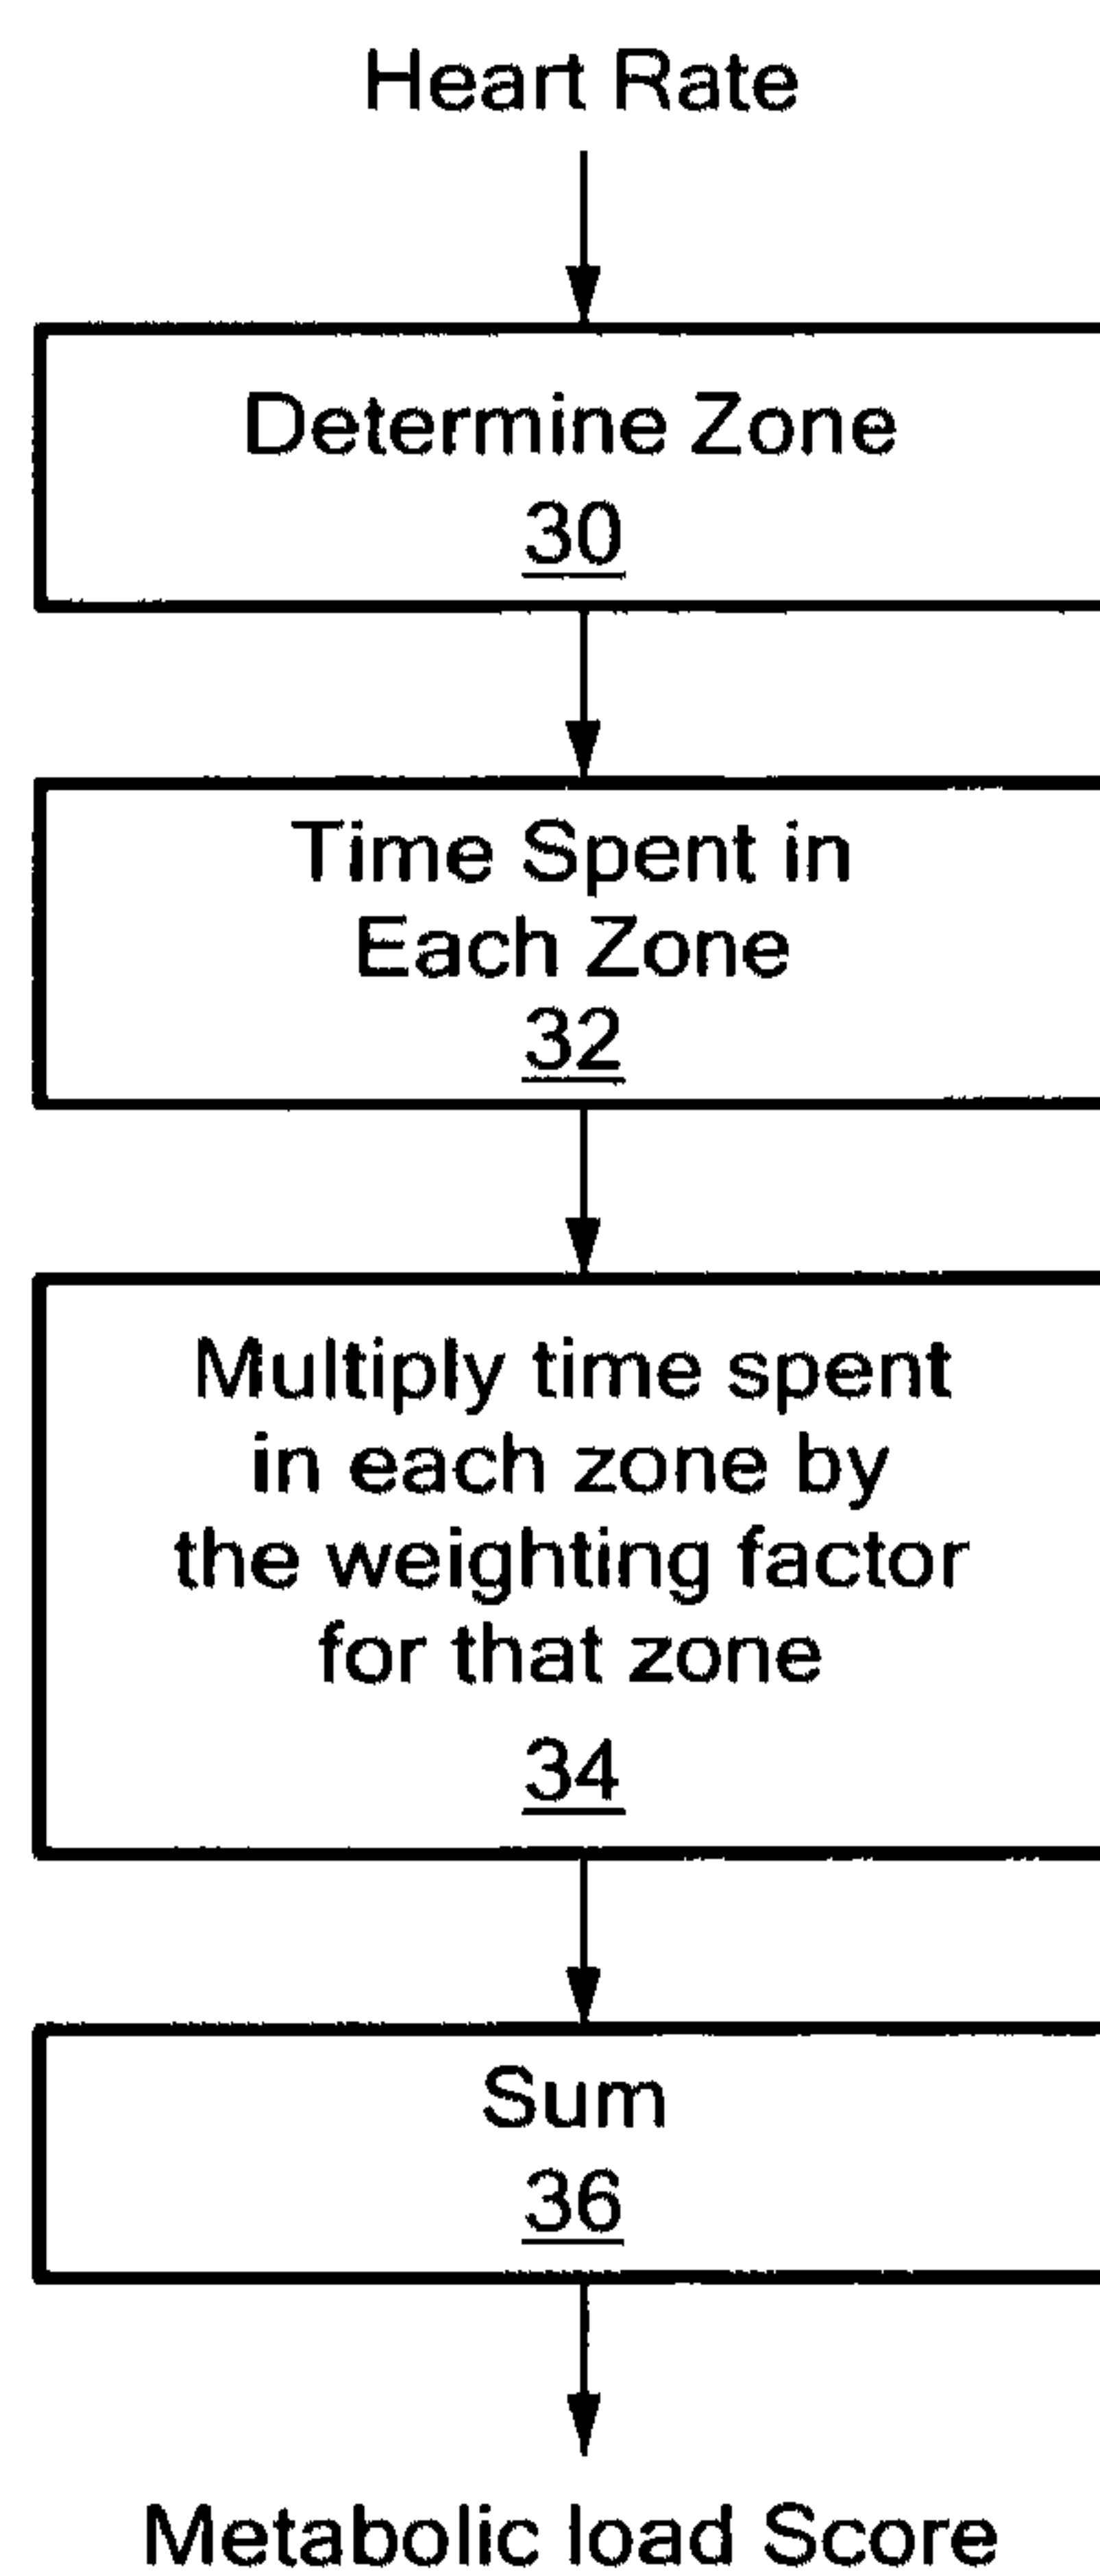 Heart Rate
Determine Zone
30
Time Spent in
Each Zone
32
Multiply time spent
in each zone by
the weighting factor
for that zone
34
Sum
36
Metabolic load Score